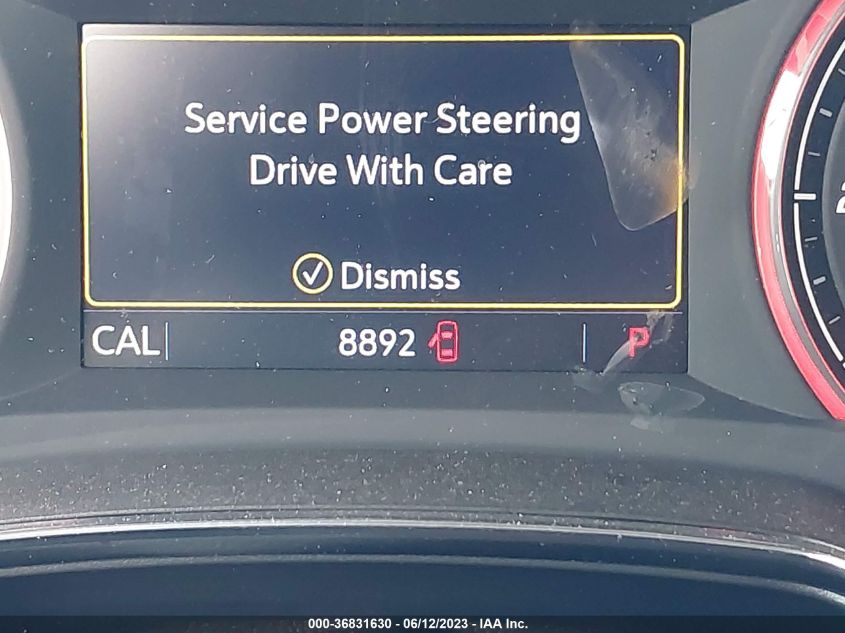 Service Power Steering
Drive With Care
Dismiss
CAL 8892 P
000-36831630 - 06/12/2023 - IAA Inc.